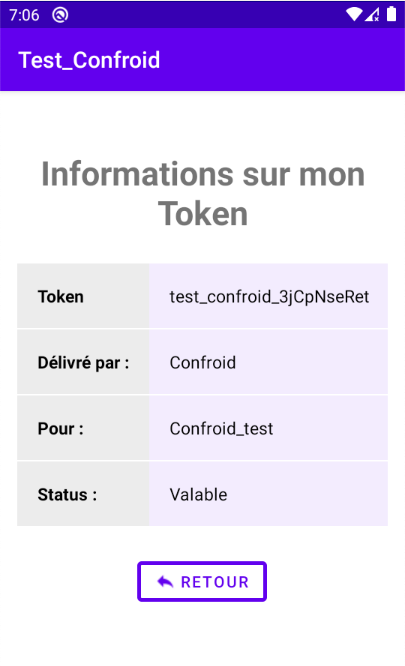 7:06
Test_Confroid
Informations sur mon
Token
Token test_confroid_3jCpNseRet
Délivré par : Confroid
Pour : Confroid_test
Status : Valable
RETOUR